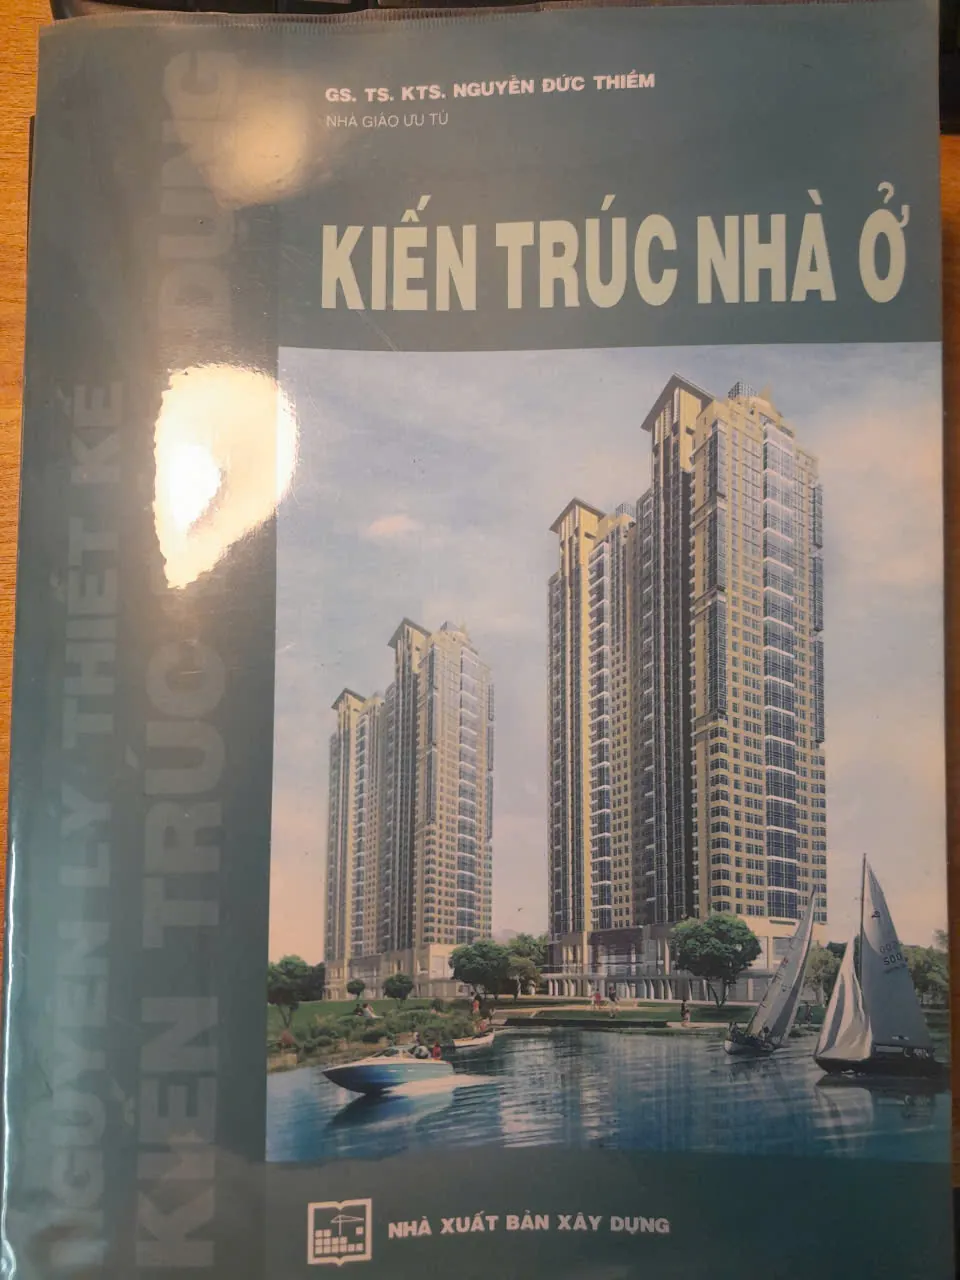 GS. TS. KTS. NGUYỄN ĐỨC THIỀM
NHÀ GIÁO ƯU TÚ
KIẾN TRÚC NHÀ Ở
NGUYÊN LÝ THIẾT KẾ
KIẾN TRÚC DỤNG
NHÀ XUẤT BẢN XÂY DỰNG